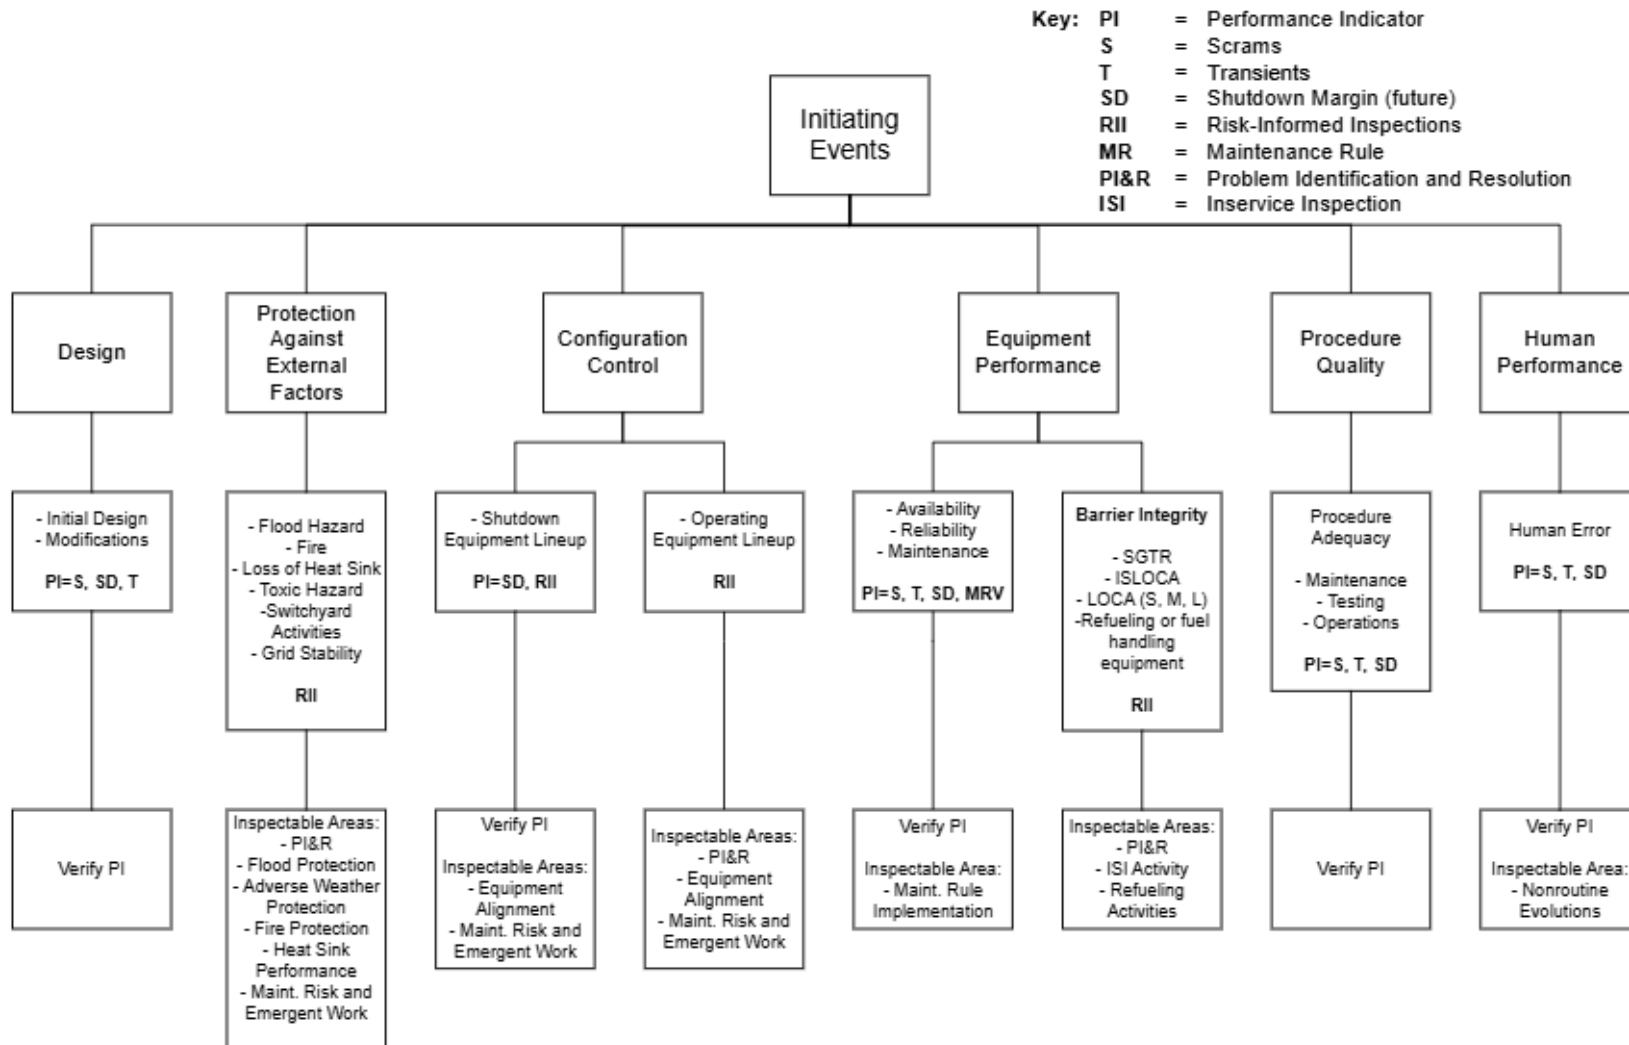 Key: PI = Performance Indicator
S = Scrams
T = Transients
SD = Shutdown Margin (future)
RII = Risk-Informed Inspections
MR = Maintenance Rule
PI&R = Problem Identification and Resolution
ISI = Inservice Inspection
Initiating
Events
Design
Protection
Against
External
Factors
Configuration
Control
Equipment
Performance
Procedure
Quality
Human
Performance
- Initial Design
- Modifications
PI=S, SD, T
- Flood Hazard
- Fire
- Loss of Heat Sink
- Toxic Hazard
-Switchyard
Activities
- Grid Stability
RII
- Shutdown
Equipment Lineup
PI=SD, RII
- Operating
Equipment Lineup
RII
- Availability
- Reliability
- Maintenance
PI=S, T, SD, MRV
Barrier Integrity
- SGTR
- ISLOCA
- LOCA (S, M, L)
-Refueling or fuel
handling
equipment
RII
Procedure
Adequacy
- Maintenance
- Testing
- Operations
PI=S, T, SD
Human Error
PI=S, T, SD
Verify PI
Inspectable Areas:
- PI&R
- Flood Protection
- Adverse Weather
Protection
- Fire Protection
- Heat Sink
Performance
- Maint. Risk and
Emergent Work
Verify PI
Inspectable Areas:
- Equipment
Alignment
- Maint. Risk and
Emergent Work
Inspectable Areas:
- PI&R
- Equipment
Alignment
- Maint. Risk and
Emergent Work
Verify PI
Inspectable Area:
- Maint. Rule
Implementation
Inspectable Areas:
- PI&R
- ISI Activity
- Refueling
Activities
Verify PI
Verify PI
Inspectable Area:
- Nonroutine
Evolutions